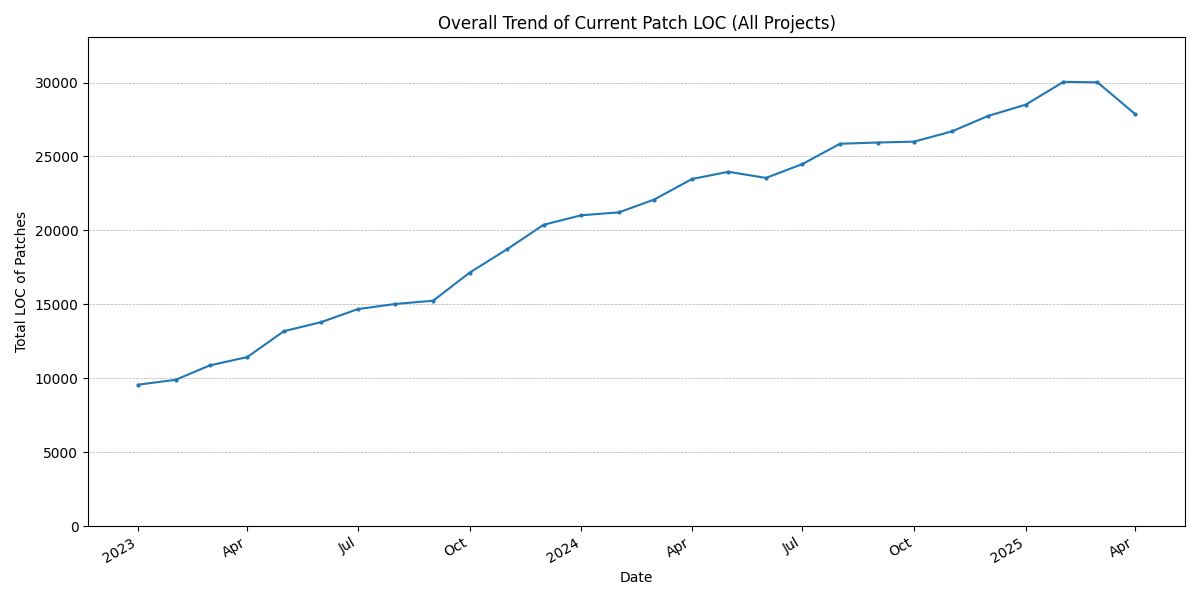 Overall Trend of Current Patch LOC (All Projects)
Total LOC of Patches
30000
25000
20000
15000
10000
5000
0
2023
Apr
Jul
Oct
2024
Apr
Jul
Oct
2025
Apr
Date